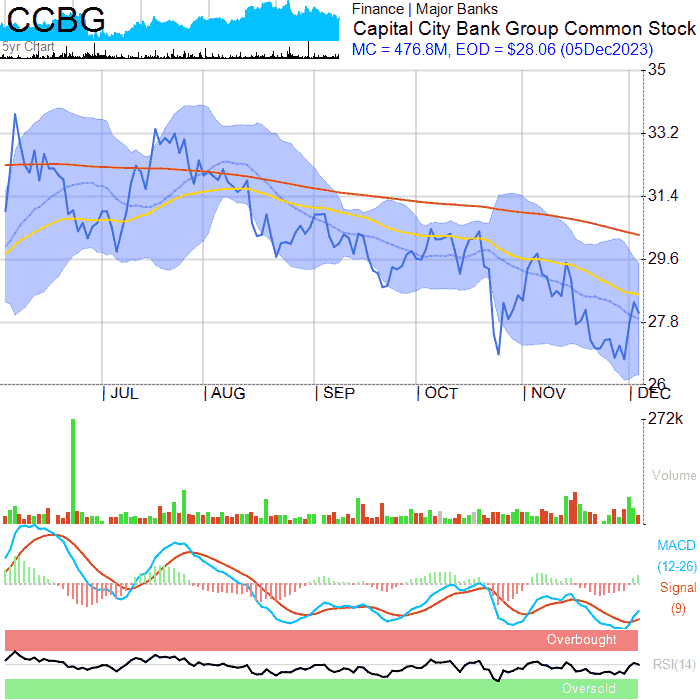 CCBG
5yr Chart
Finance | Major Banks
Capital City Bank Group Common Stock
MC = 476.8M, EOD = $28.06 (05Dec2023)
35
33.2
31.4
29.6
27.8
26
| JUL | AUG | SEP | OCT | NOV | DEC
272k
Volume
MACD
(12-26)
Signal
(9)
Overbought
RSI(14)
Oversold